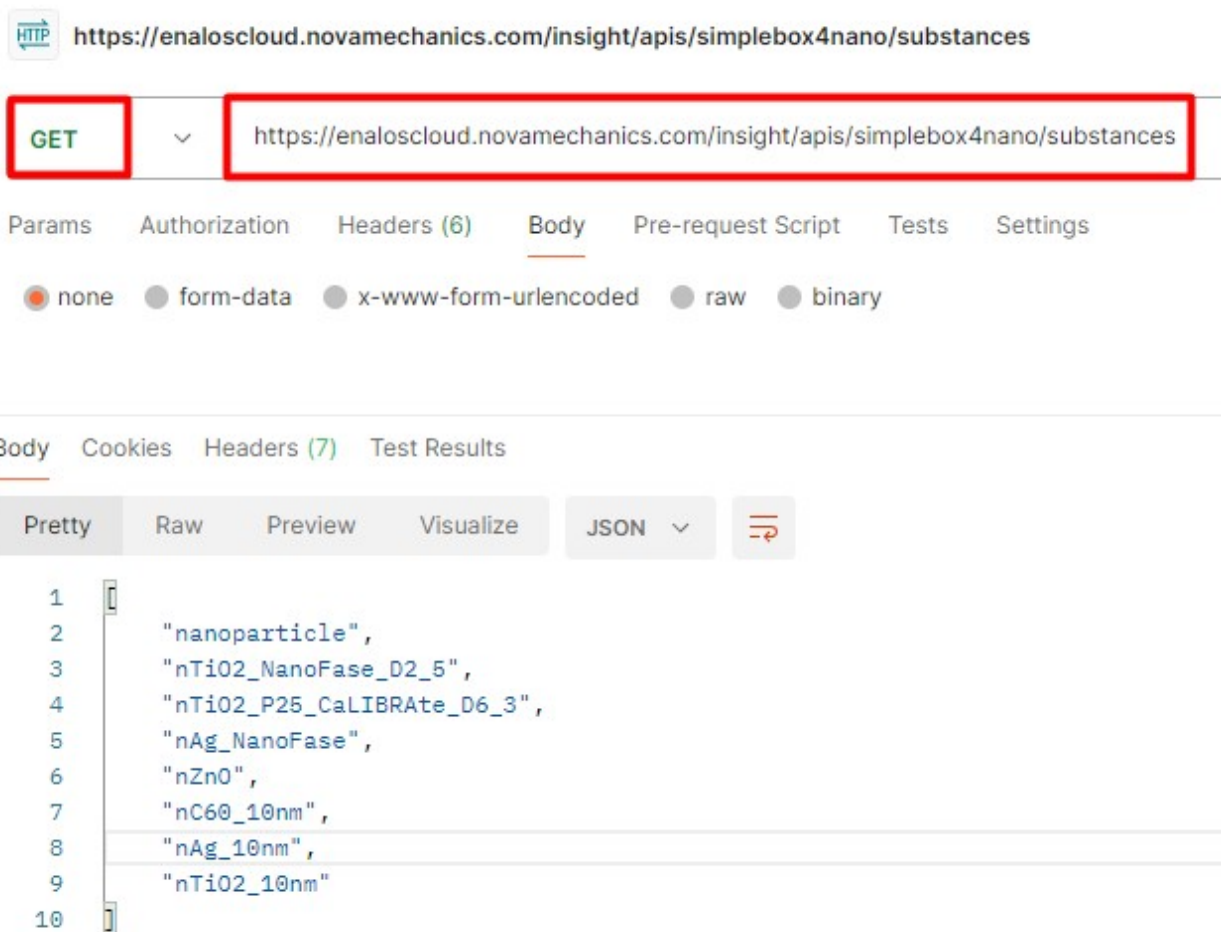 HTTP https://enaloscloud.novamechanics.com/insight/apis/simplebox4nano/substances
GET https://enaloscloud.novamechanics.com/insight/apis/simplebox4nano/substances
Params Authorization Headers (6) Body Pre-request Script Tests Settings
none form-data x-www-form-urlencoded raw binary
Body Cookies Headers (7) Test Results
Pretty Raw Preview Visualize JSON
1 [
2 "nanoparticle",
3 "nTiO2_NanoFase_D2_5",
4 "nTiO2_P25_CaLIBRAte_D6_3",
5 "nAg_NanoFase",
6 "nZnO",
7 "nC60_10nm",
8 "nAg_10nm",
9 "nTiO2_10nm"
10 ]